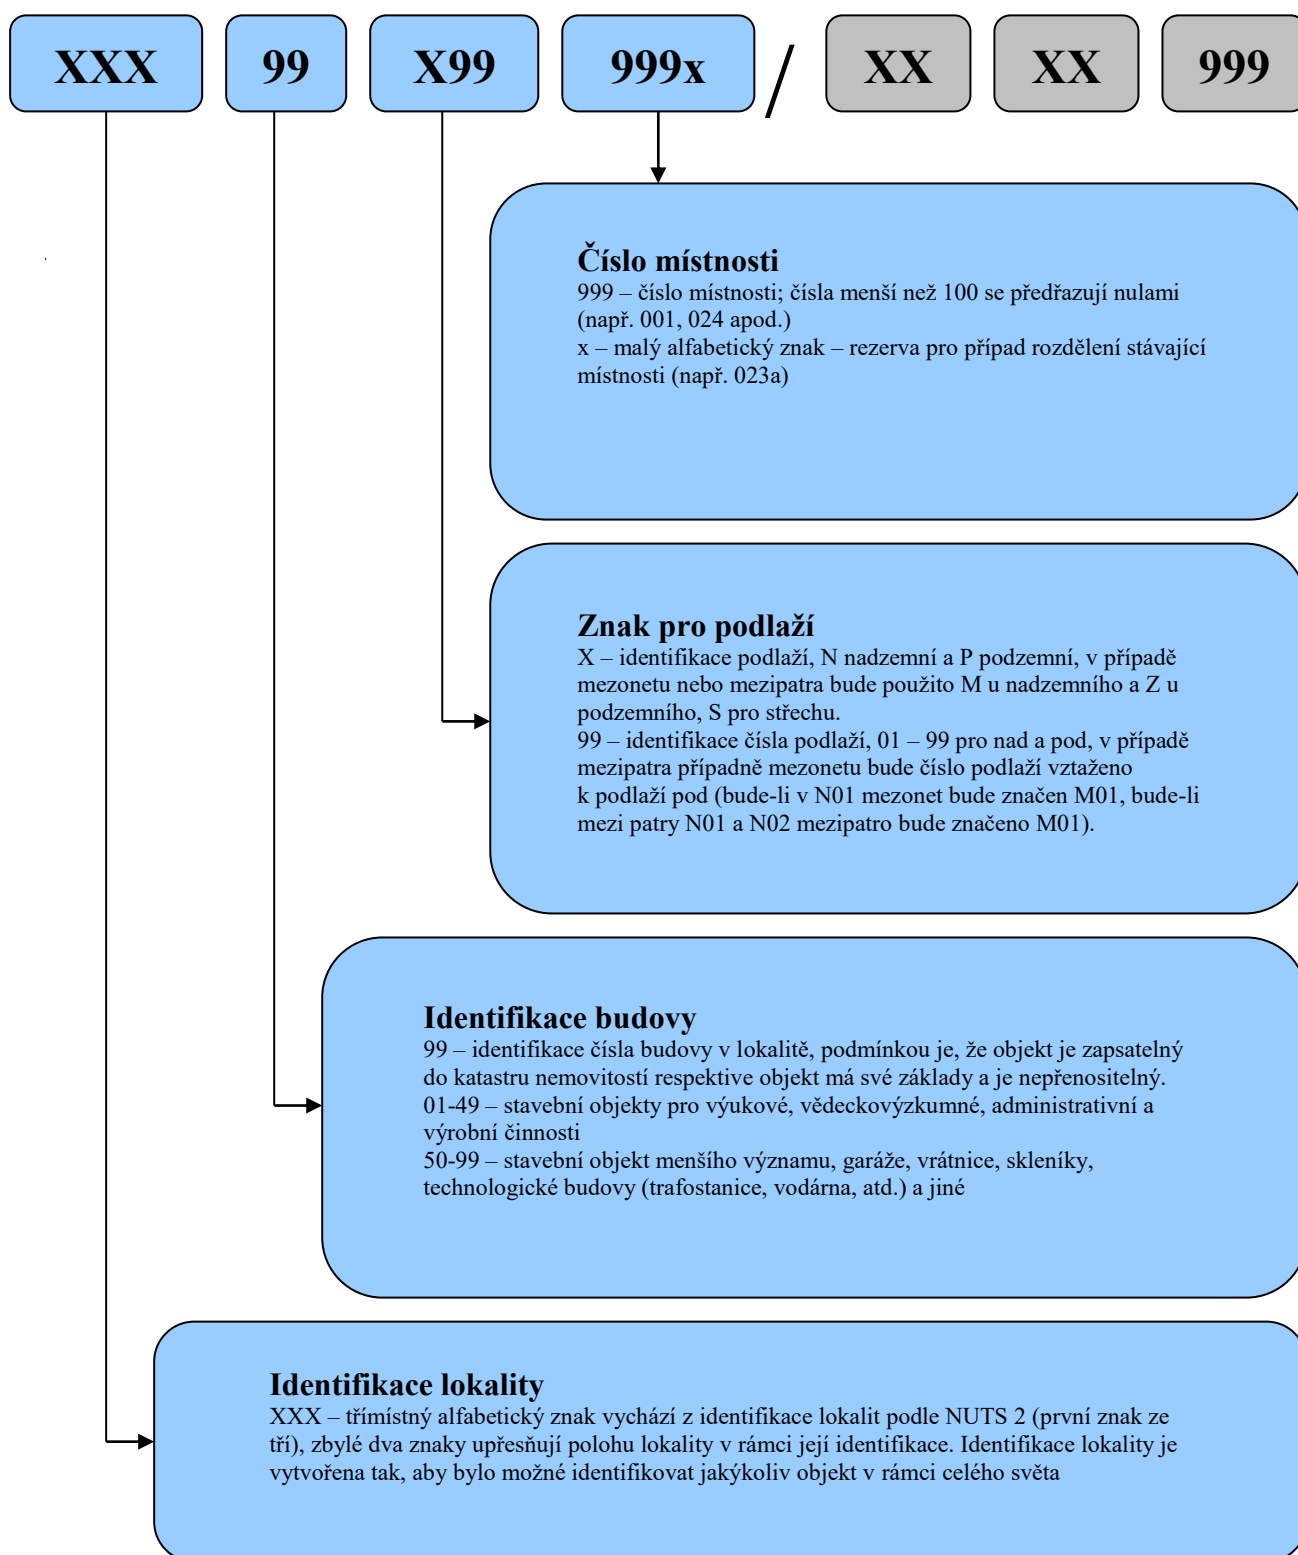 XXX 99 X99 999x / XX XX 999
Číslo místnosti
999 – číslo místnosti; čísla menší než 100 se předřazují nulami
(např. 001, 024 apod.)
x – malý alfabetický znak – rezerva pro případ rozdělení stávající
místnosti (např. 023a)
Znak pro podlaží
X – identifikace podlaží, N nadzemní a P podzemní, v případě
mezonetu nebo mezipatra bude použito M u nadzemního a Z u
podzemního, S pro střechu.
99 – identifikace čísla podlaží, 01 – 99 pro nad a pod, v případě
mezipatra případně mezonetu bude číslo podlaží vztaženo
k podlaží pod (bude-li v N01 mezonet bude značen M01, bude-li
mezi patry N01 a N02 mezipatro bude značeno M01).
Identifikace budovy
99 – identifikace čísla budovy v lokalitě, podmínkou je, že objekt je zapsatelný
do katastru nemovitostí respektive objekt má své základy a je nepřenositelný.
01-49 – stavební objekty pro výukové, vědeckovýzkumné, administrativní a
výrobní činnosti
50-99 – stavební objekt menšího významu, garáže, vrátnice, skleníky,
technologické budovy (trafostanice, vodárna, atd.) a jiné
Identifikace lokality
XXX – třímístný alfabetický znak vychází z identifikace lokalit podle NUTS 2 (první znak ze
tří), zbylé dva znaky upřesňují polohu lokality v rámci její identifikace. Identifikace lokality je
vytvořena tak, aby bylo možné identifikovat jakýkoliv objekt v rámci celého světa